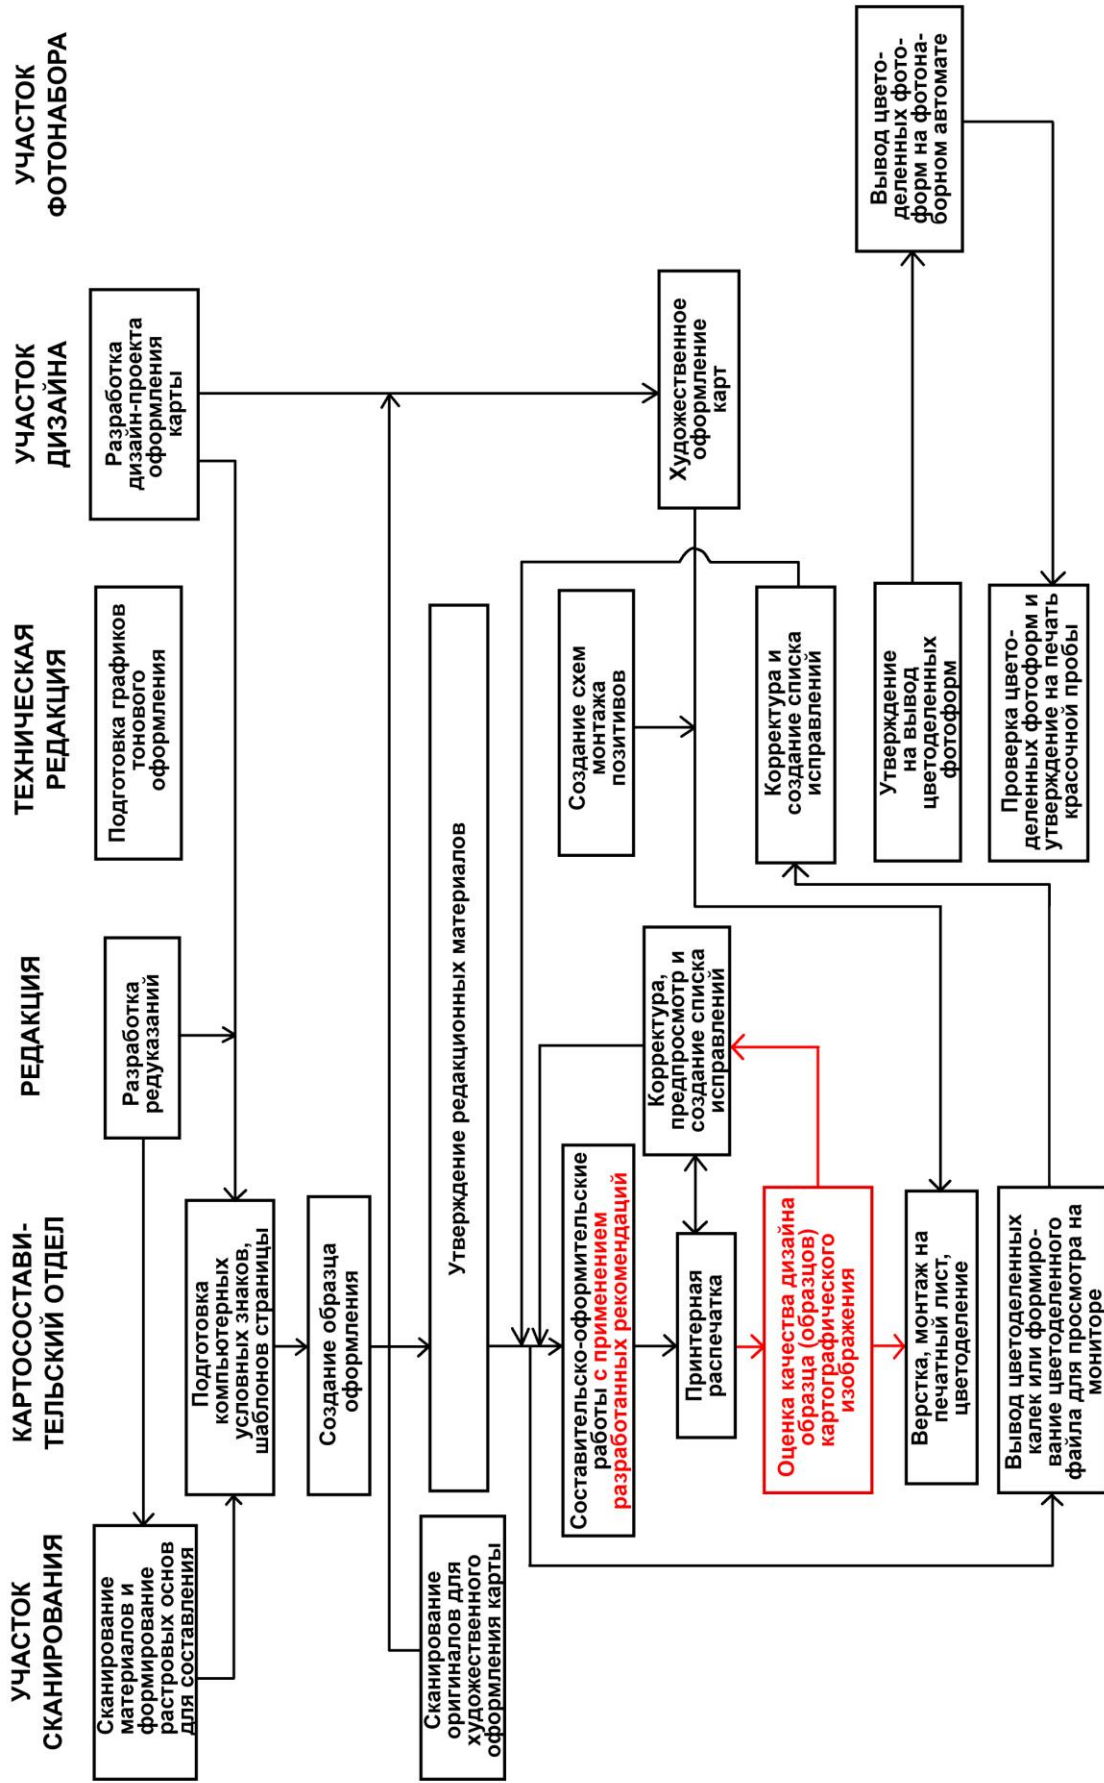 УЧАСТОК
СКАНИРОВАНИЯ
КАРТОСОСТАВИ-
ТЕЛЬСКИЙ ОТДЕЛ
РЕДАКЦИЯ
ТЕХНИЧЕСКАЯ
РЕДАКЦИЯ
УЧАСТОК
ДИЗАЙНА
УЧАСТОК
ФОТОНАБОРА
Сканирование
материалов и
формирование
растровых основ
для составления
Разработка
редуказаний
Подготовка графиков
тонового
оформления
Разработка
дизайн-проекта
оформления
карты
Подготовка
компьютерных
условных знаков,
шаблонов страницы
Создание образца
оформления
Сканирование
оригиналов для
художественного
оформления карты
Утверждение редакционных материалов
Составительско-оформительские
работы с применением
разработанных рекомендаций
Создание схем
монтажа
позитивов
Художественное
оформление
карт
Принтерная
распечатка
Корректура,
предпросмотр и
создание списка
исправлений
Корректура и
создание списка
исправлений
Оценка качества дизайна
образца (образцов)
картографического
изображения
Утверждение
на вывод
цветоделенных
фотоформ
Вывод цвето-
деленных фото-
форм на фотона-
борном автомате
Верстка, монтаж на
печатный лист,
цветоделение
Вывод цветоделенных
калек или формиро-
вание цветоделенного
файла для просмотра на
мониторе
Проверка цвето-
деленных фотоформ и
утверждение на печать
красочной пробы